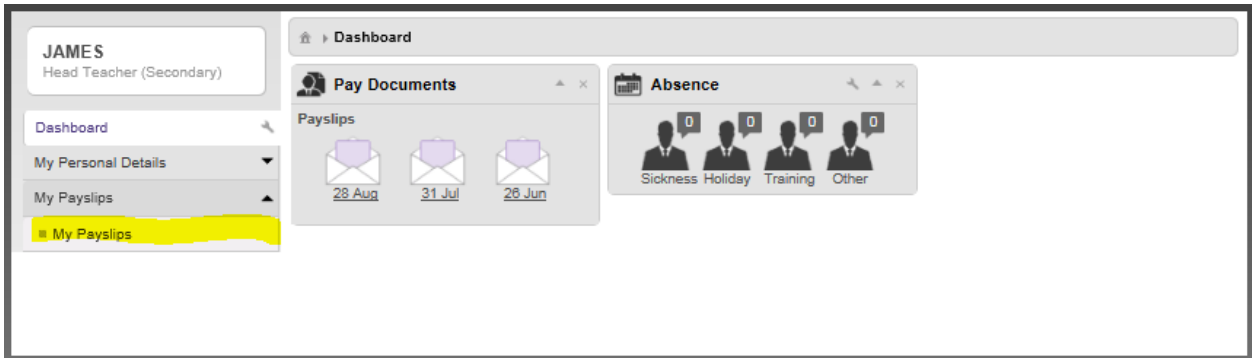 JAMES
Head Teacher (Secondary)
Dashboard
My Personal Details
My Payslips
My Payslips
Dashboard
Pay Documents
Payslips
28 Aug 31 Jul 26 Jun
Absence
0 0 0 0
Sickness Holiday Training Other